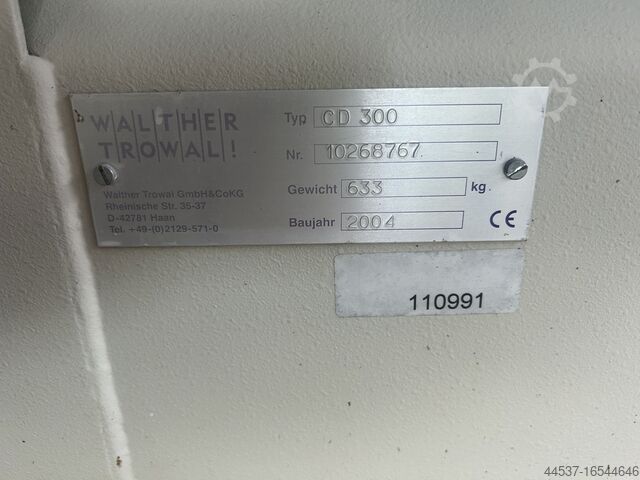 WALTHER
TROWAL!
Walther Trowal GmbH&CoKG
Rheinische Str. 35-37
D-42781 Haan
Tel. +49-(0)2129-571-0
Typ CD 300
Nr. 10268767
Gewicht 633 kg.
Baujahr 2004 CE
110991
44537-16544646